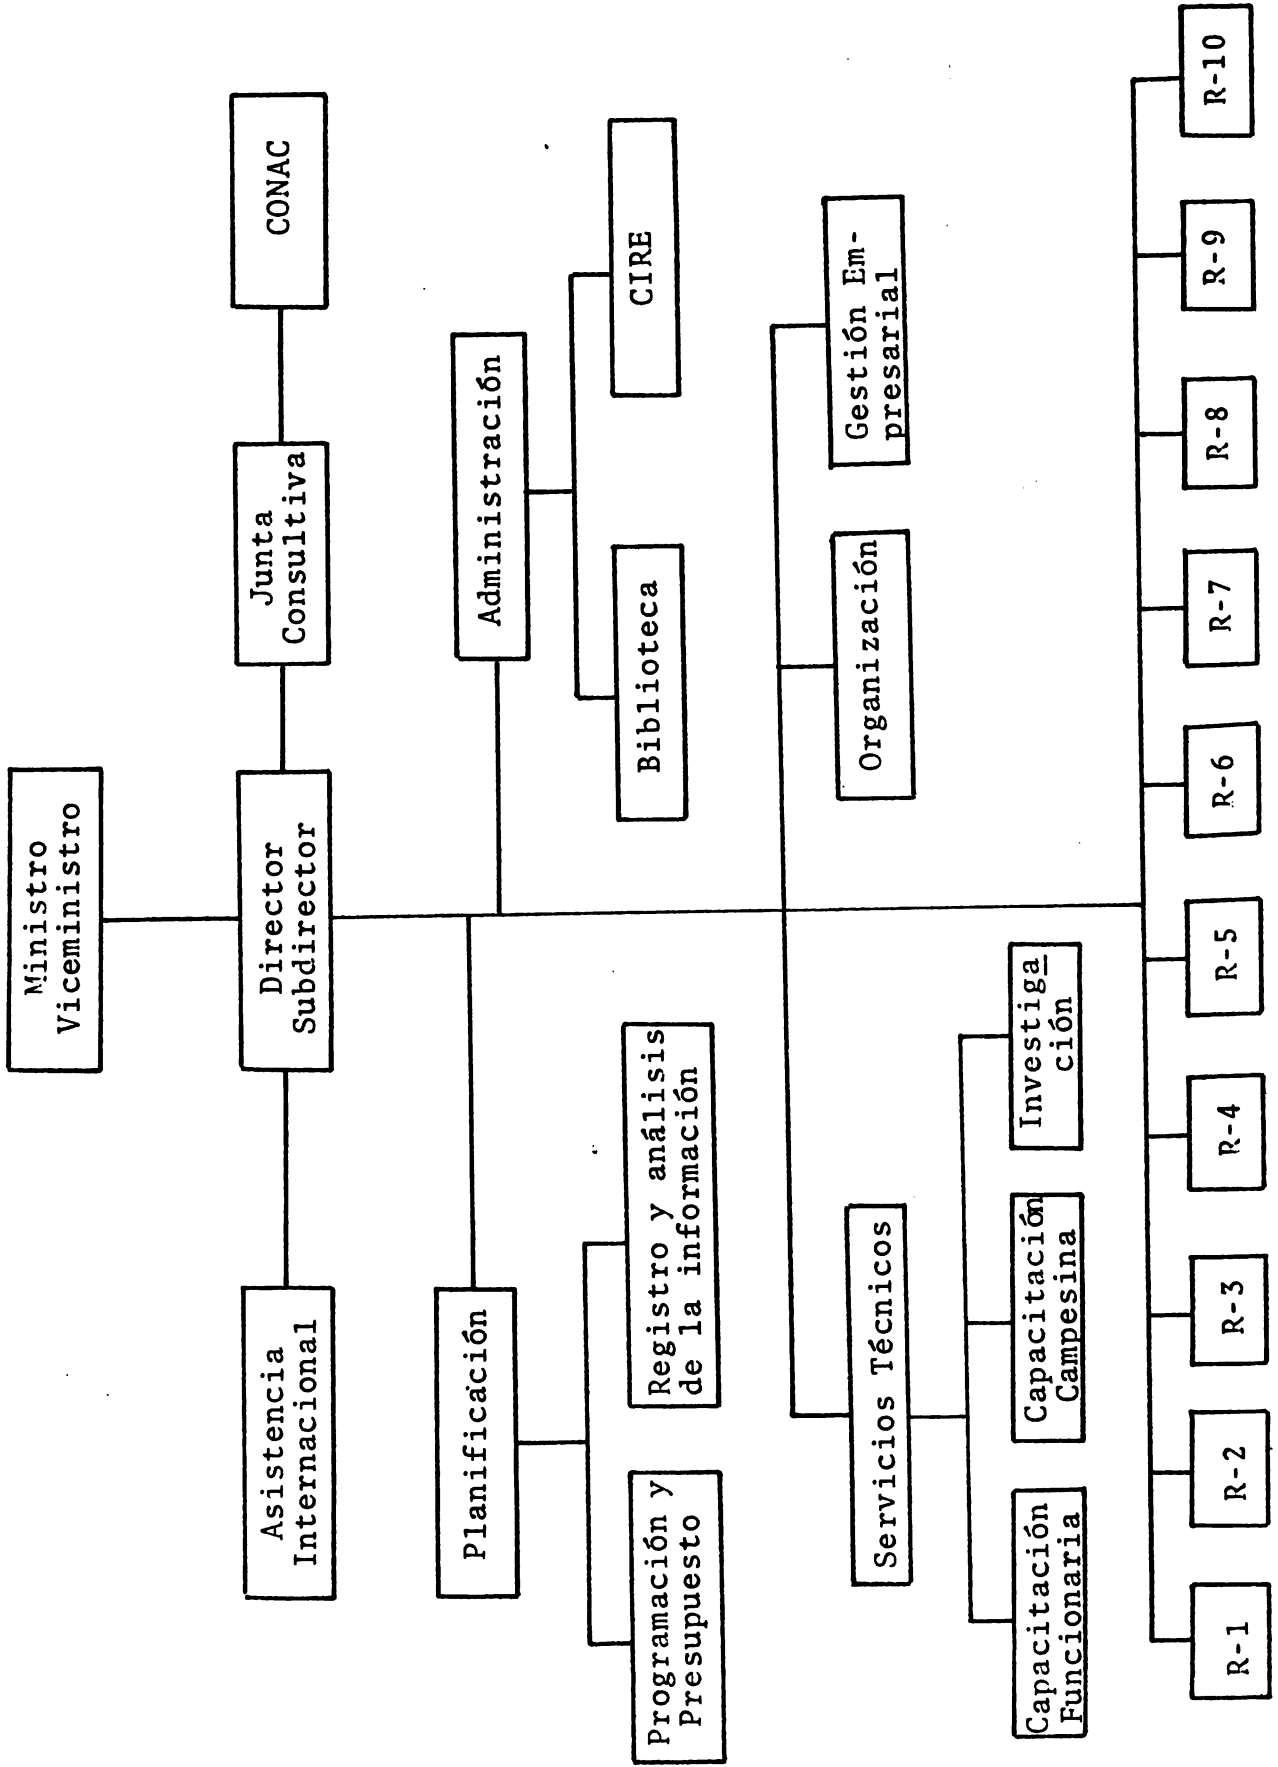 Ministro
Viceministro
Asistencia
Internacional
Director
Subdirector
Junta
Consultiva
CONAC
Planificación
Administración
Programación y
Presupuesto
Registro y análisis
de la información
Biblioteca
CIRE
Servicios Técnicos
Organización
Gestión Em-
presarial
Capacitación
Funcionaria
Capacitación
Campesina
Investiga
ción
R-1
R-2
R-3
R-4
R-5
R-6
R-7
R-8
R-9
R-10